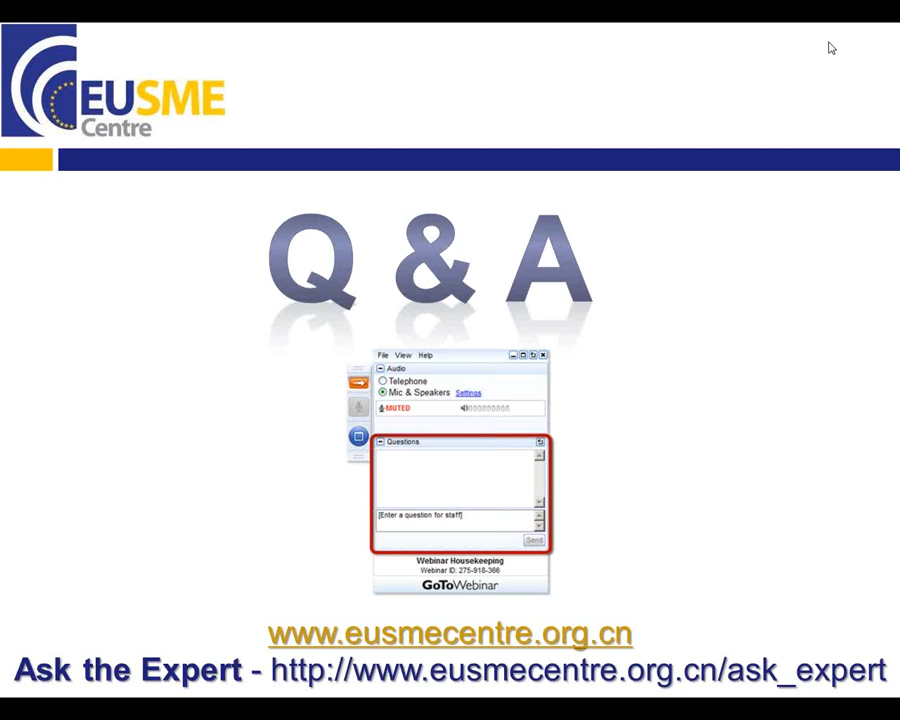 EUSME
Centre
Q & A
File View Help
Audio
Telephone
Mic & Speakers Settings
MUTED
Questions
[Enter a question for staff]
Send
Webinar Housekeeping
Webinar ID: 275-918-366
GoToWebinar
www.eusmecentre.org.cn
Ask the Expert - http://www.eusmecentre.org.cn/ask_expert